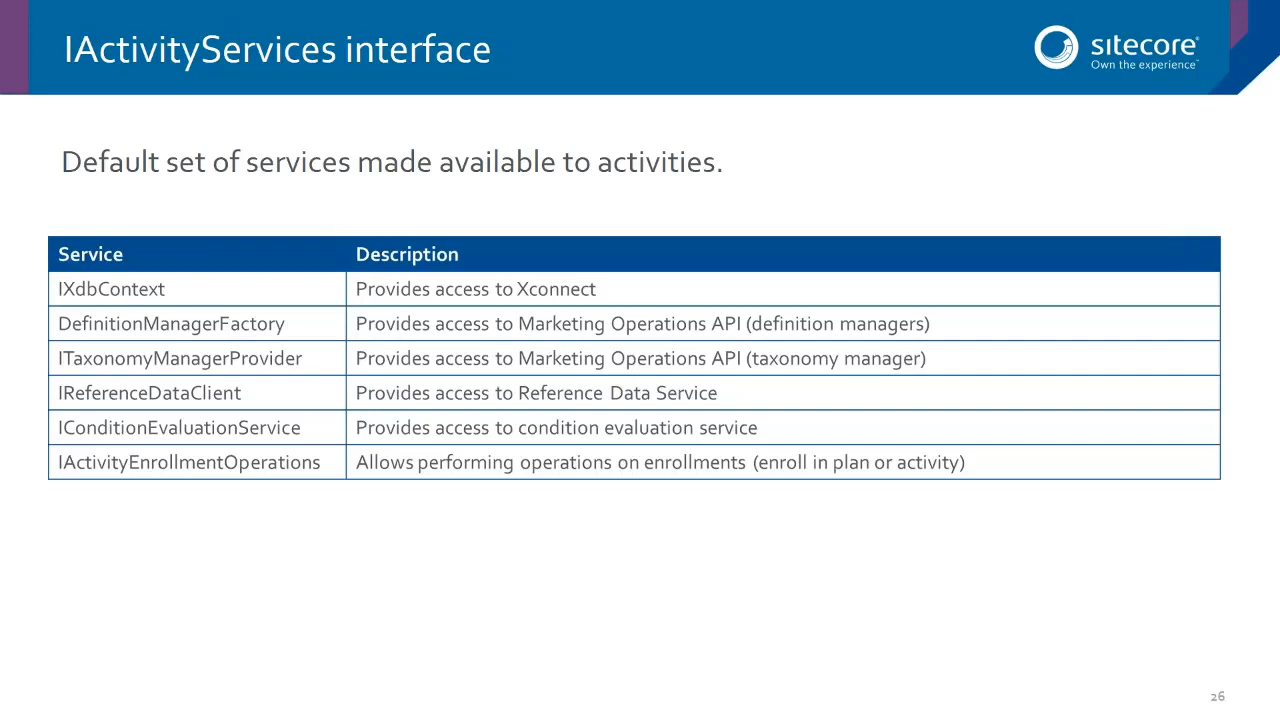 IActivityServices interface
sitecore®
Own the experience™
Default set of services made available to activities.
Service Description
IXdbContext Provides access to Xconnect
DefinitionManagerFactory Provides access to Marketing Operations API (definition managers)
ITaxonomyManagerProvider Provides access to Marketing Operations API (taxonomy manager)
IReferenceDataClient Provides access to Reference Data Service
IConditionEvaluationService Provides access to condition evaluation service
IActivityEnrollmentOperations Allows performing operations on enrollments (enroll in plan or activity)
26